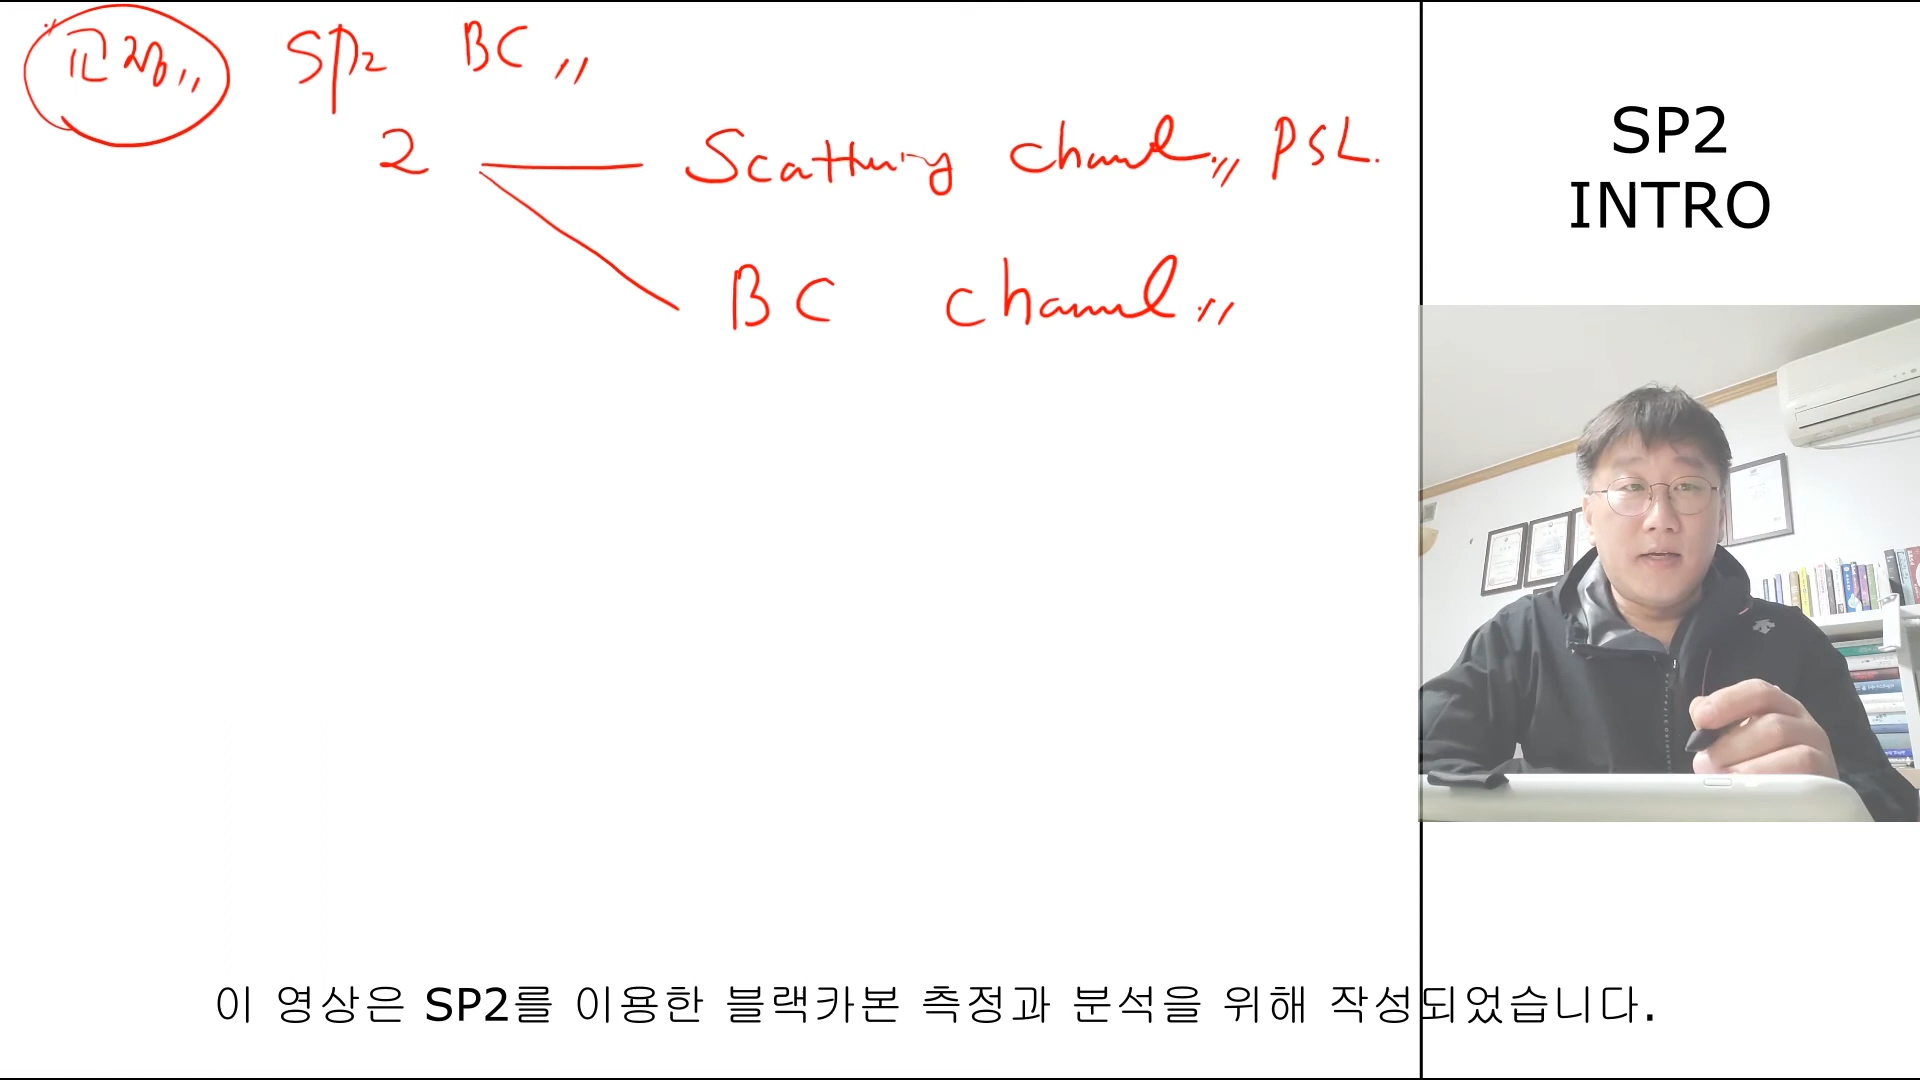 교정,, SP2 BC,,
2 Scattering channel,, PSL.
BC channel,,
SP2
INTRO
이 영상은 SP2를 이용한 블랙카본 측정과 분석을 위해 작성되었습니다.